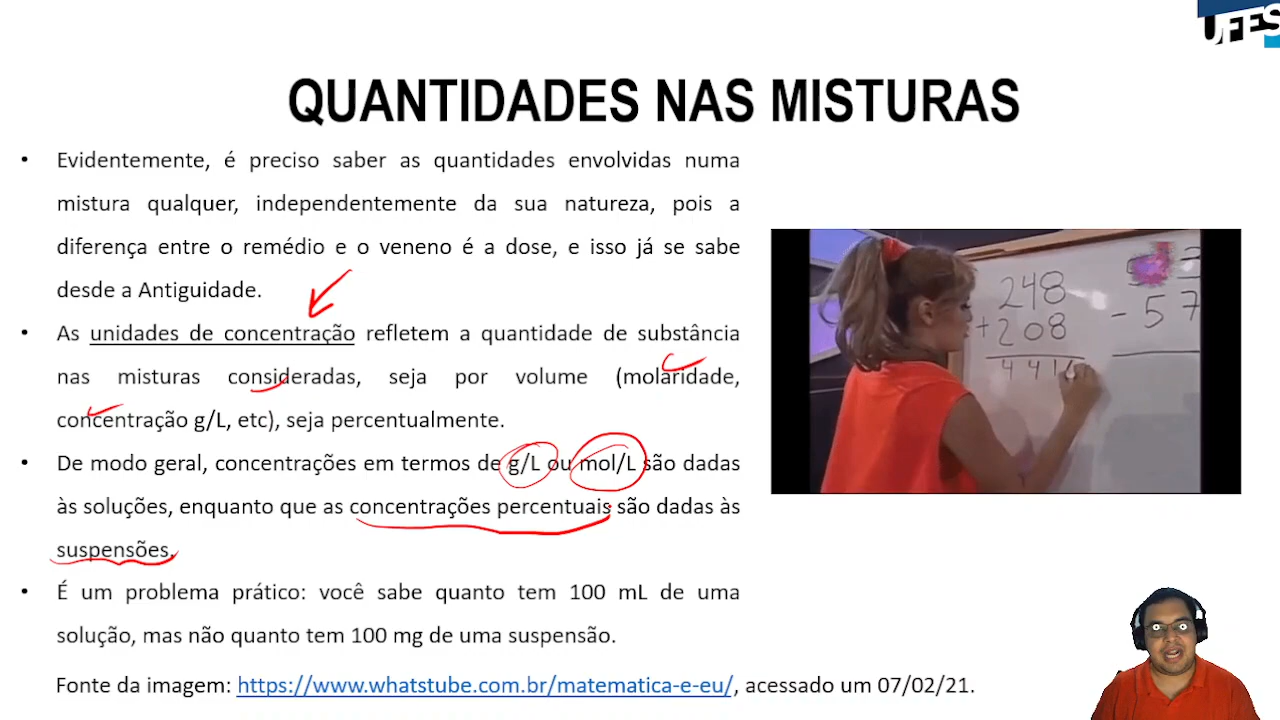 UFES
QUANTIDADES NAS MISTURAS
• Evidentemente, é preciso saber as quantidades envolvidas numa
mistura qualquer, independentemente da sua natureza, pois a
diferença entre o remédio e o veneno é a dose, e isso já se sabe
desde a Antiguidade.
• As unidades de concentração refletem a quantidade de substância
nas misturas consideradas, seja por volume (molaridade,
concentração g/L, etc), seja percentualmente.
• De modo geral, concentrações em termos de g/L ou mol/L são dadas
às soluções, enquanto que as concentrações percentuais são dadas às
suspensões.
• É um problema prático: você sabe quanto tem 100 mL de uma
solução, mas não quanto tem 100 mg de uma suspensão.
248
+208
441
- 57
Fonte da imagem: https://www.whatstube.com.br/matematica-e-eu/, acessado um 07/02/21.